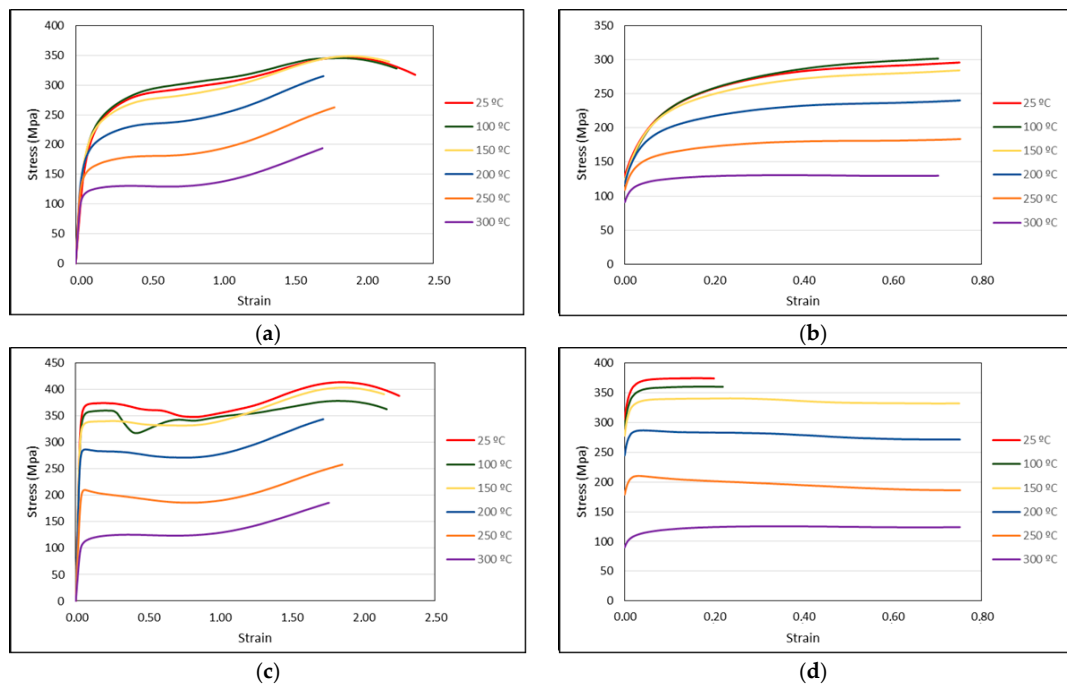 400
350
300
250
200
150
100
50
0
Stress (Mpa)
0.00 0.50 1.00 1.50 2.00 2.50
Strain
25 ºC
100 ºC
150 ºC
200 ºC
250 ºC
300 ºC
(a)
350
300
250
200
150
100
50
0
Stress (Mpa)
0.00 0.20 0.40 0.60 0.80
Strain
25 ºC
100 ºC
150 ºC
200 ºC
250 ºC
300 ºC
(b)
450
400
350
300
250
200
150
100
50
0
Stress (Mpa)
0.00 0.50 1.00 1.50 2.00 2.50
Strain
25 ºC
100 ºC
150 ºC
200 ºC
250 ºC
300 ºC
(c)
400
350
300
250
200
150
100
50
0
Stress (Mpa)
0.00 0.20 0.40 0.60 0.80
Strain
25 ºC
100 ºC
150 ºC
200 ºC
250 ºC
300 ºC
(d)